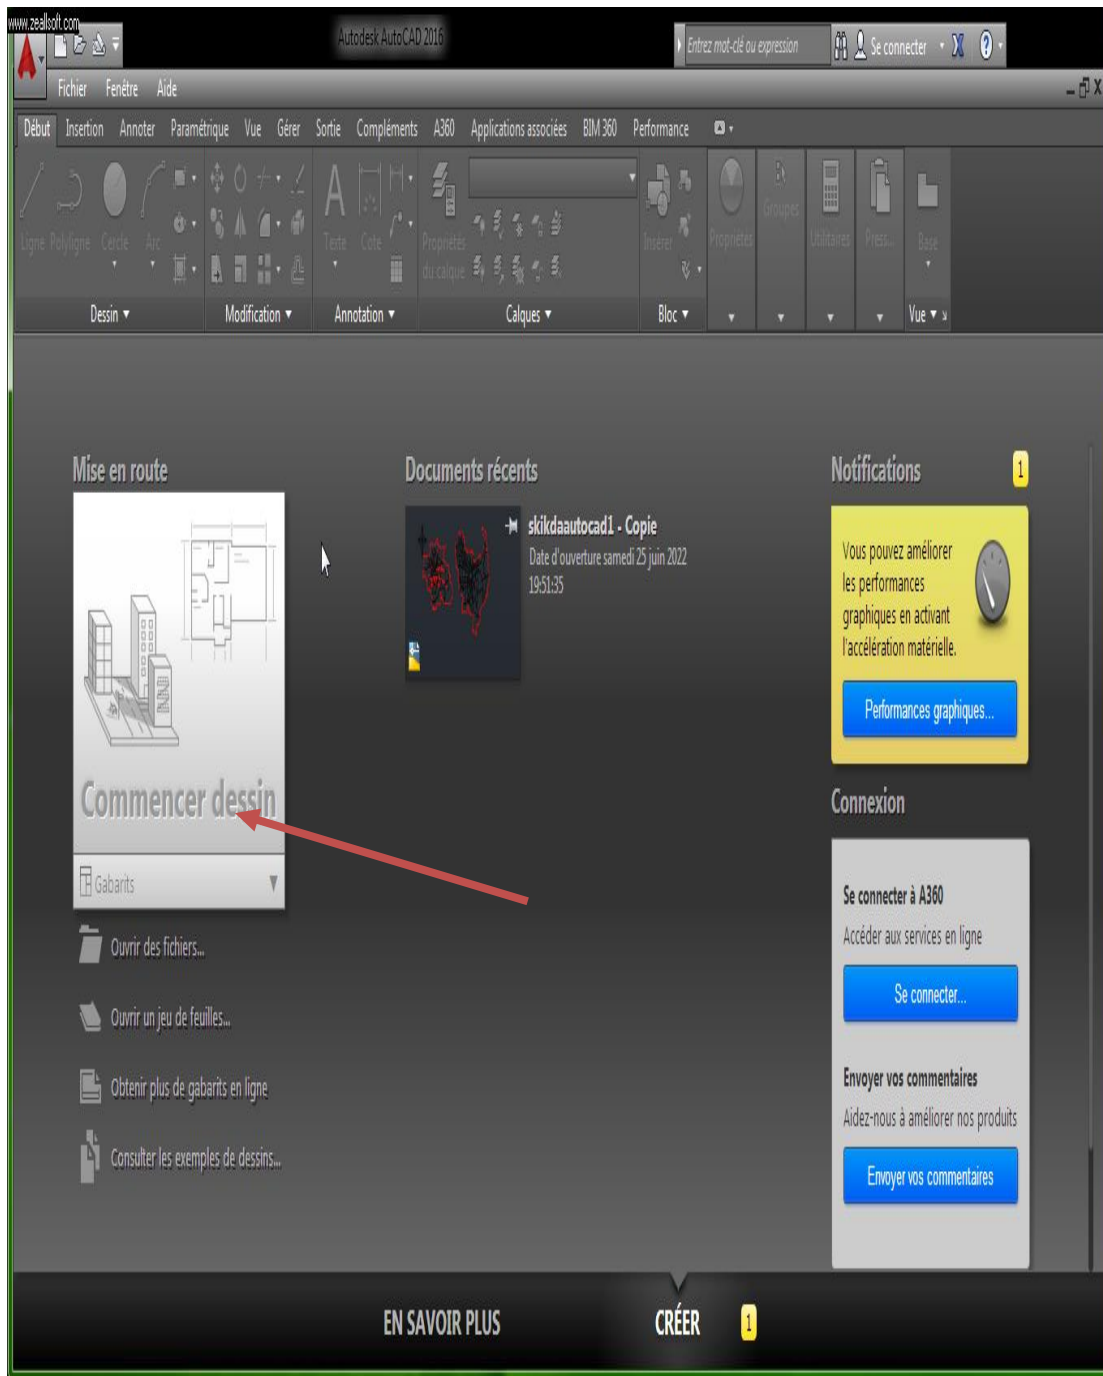 www.zeallsoft.com
Autodesk AutoCAD 2016
Entrez mot-clé ou expression
Se connecter
Fichier Fenêtre Aide
Début Insertion Annoter Paramétrique Vue Gérer Sortie Compléments A360 Applications associées BIM 360 Performance
Ligne Polyligne Cercle Arc
Texte Cote
Propriétés
du calque
Insérer
Propriétés
Groupes
Utilitaires
Press...
Base
Dessin
Modification
Annotation
Calques
Bloc
Vue
Mise en route
Commencer dessin
Gabarits
Ouvrir des fichiers...
Ouvrir un jeu de feuilles...
Obtenir plus de gabarits en ligne
Consulter les exemples de dessins...
Documents récents
skikdaautocad1 - Copie
Date d'ouverture samedi 25 juin 2022
19:51:35
Notifications 1
Vous pouvez améliorer
les performances
graphiques en activant
l'accélération matérielle.
Performances graphiques...
Connexion
Se connecter à A360
Accéder aux services en ligne
Se connecter...
Envoyer vos commentaires
Aidez-nous à améliorer nos produits
Envoyer vos commentaires
EN SAVOIR PLUS
CRÉER 1